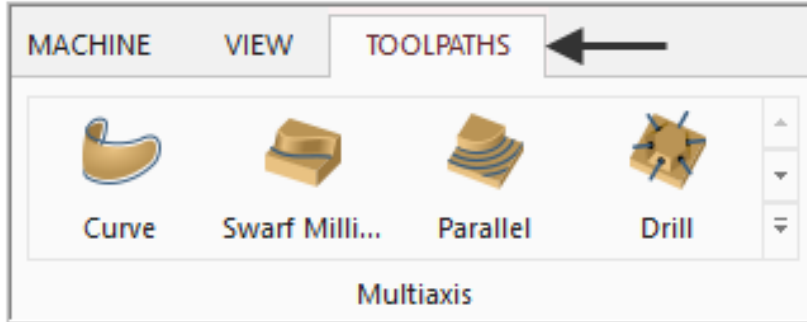 MACHINE VIEW TOOLPATHS
Curve Swarf Milli... Parallel Drill
Multiaxis